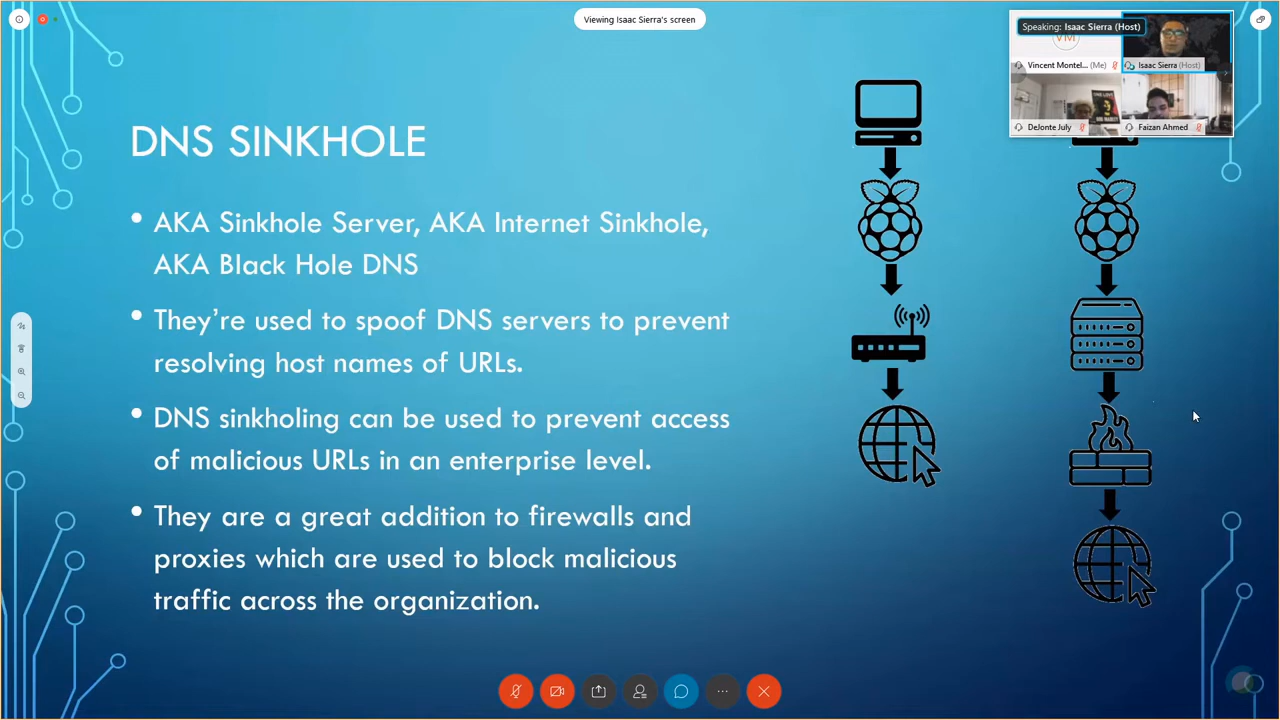 Viewing Isaac Sierra's screen
Speaking: Isaac Sierra (Host)
VM
Vincent Montel... (Me)
Isaac Sierra (Host)
DeJonte July
Faizan Ahmed
DNS SINKHOLE
• AKA Sinkhole Server, AKA Internet Sinkhole,
AKA Black Hole DNS
• They're used to spoof DNS servers to prevent
resolving host names of URLs.
• DNS sinkholing can be used to prevent access
of malicious URLs in an enterprise level.
• They are a great addition to firewalls and
proxies which are used to block malicious
traffic across the organization.